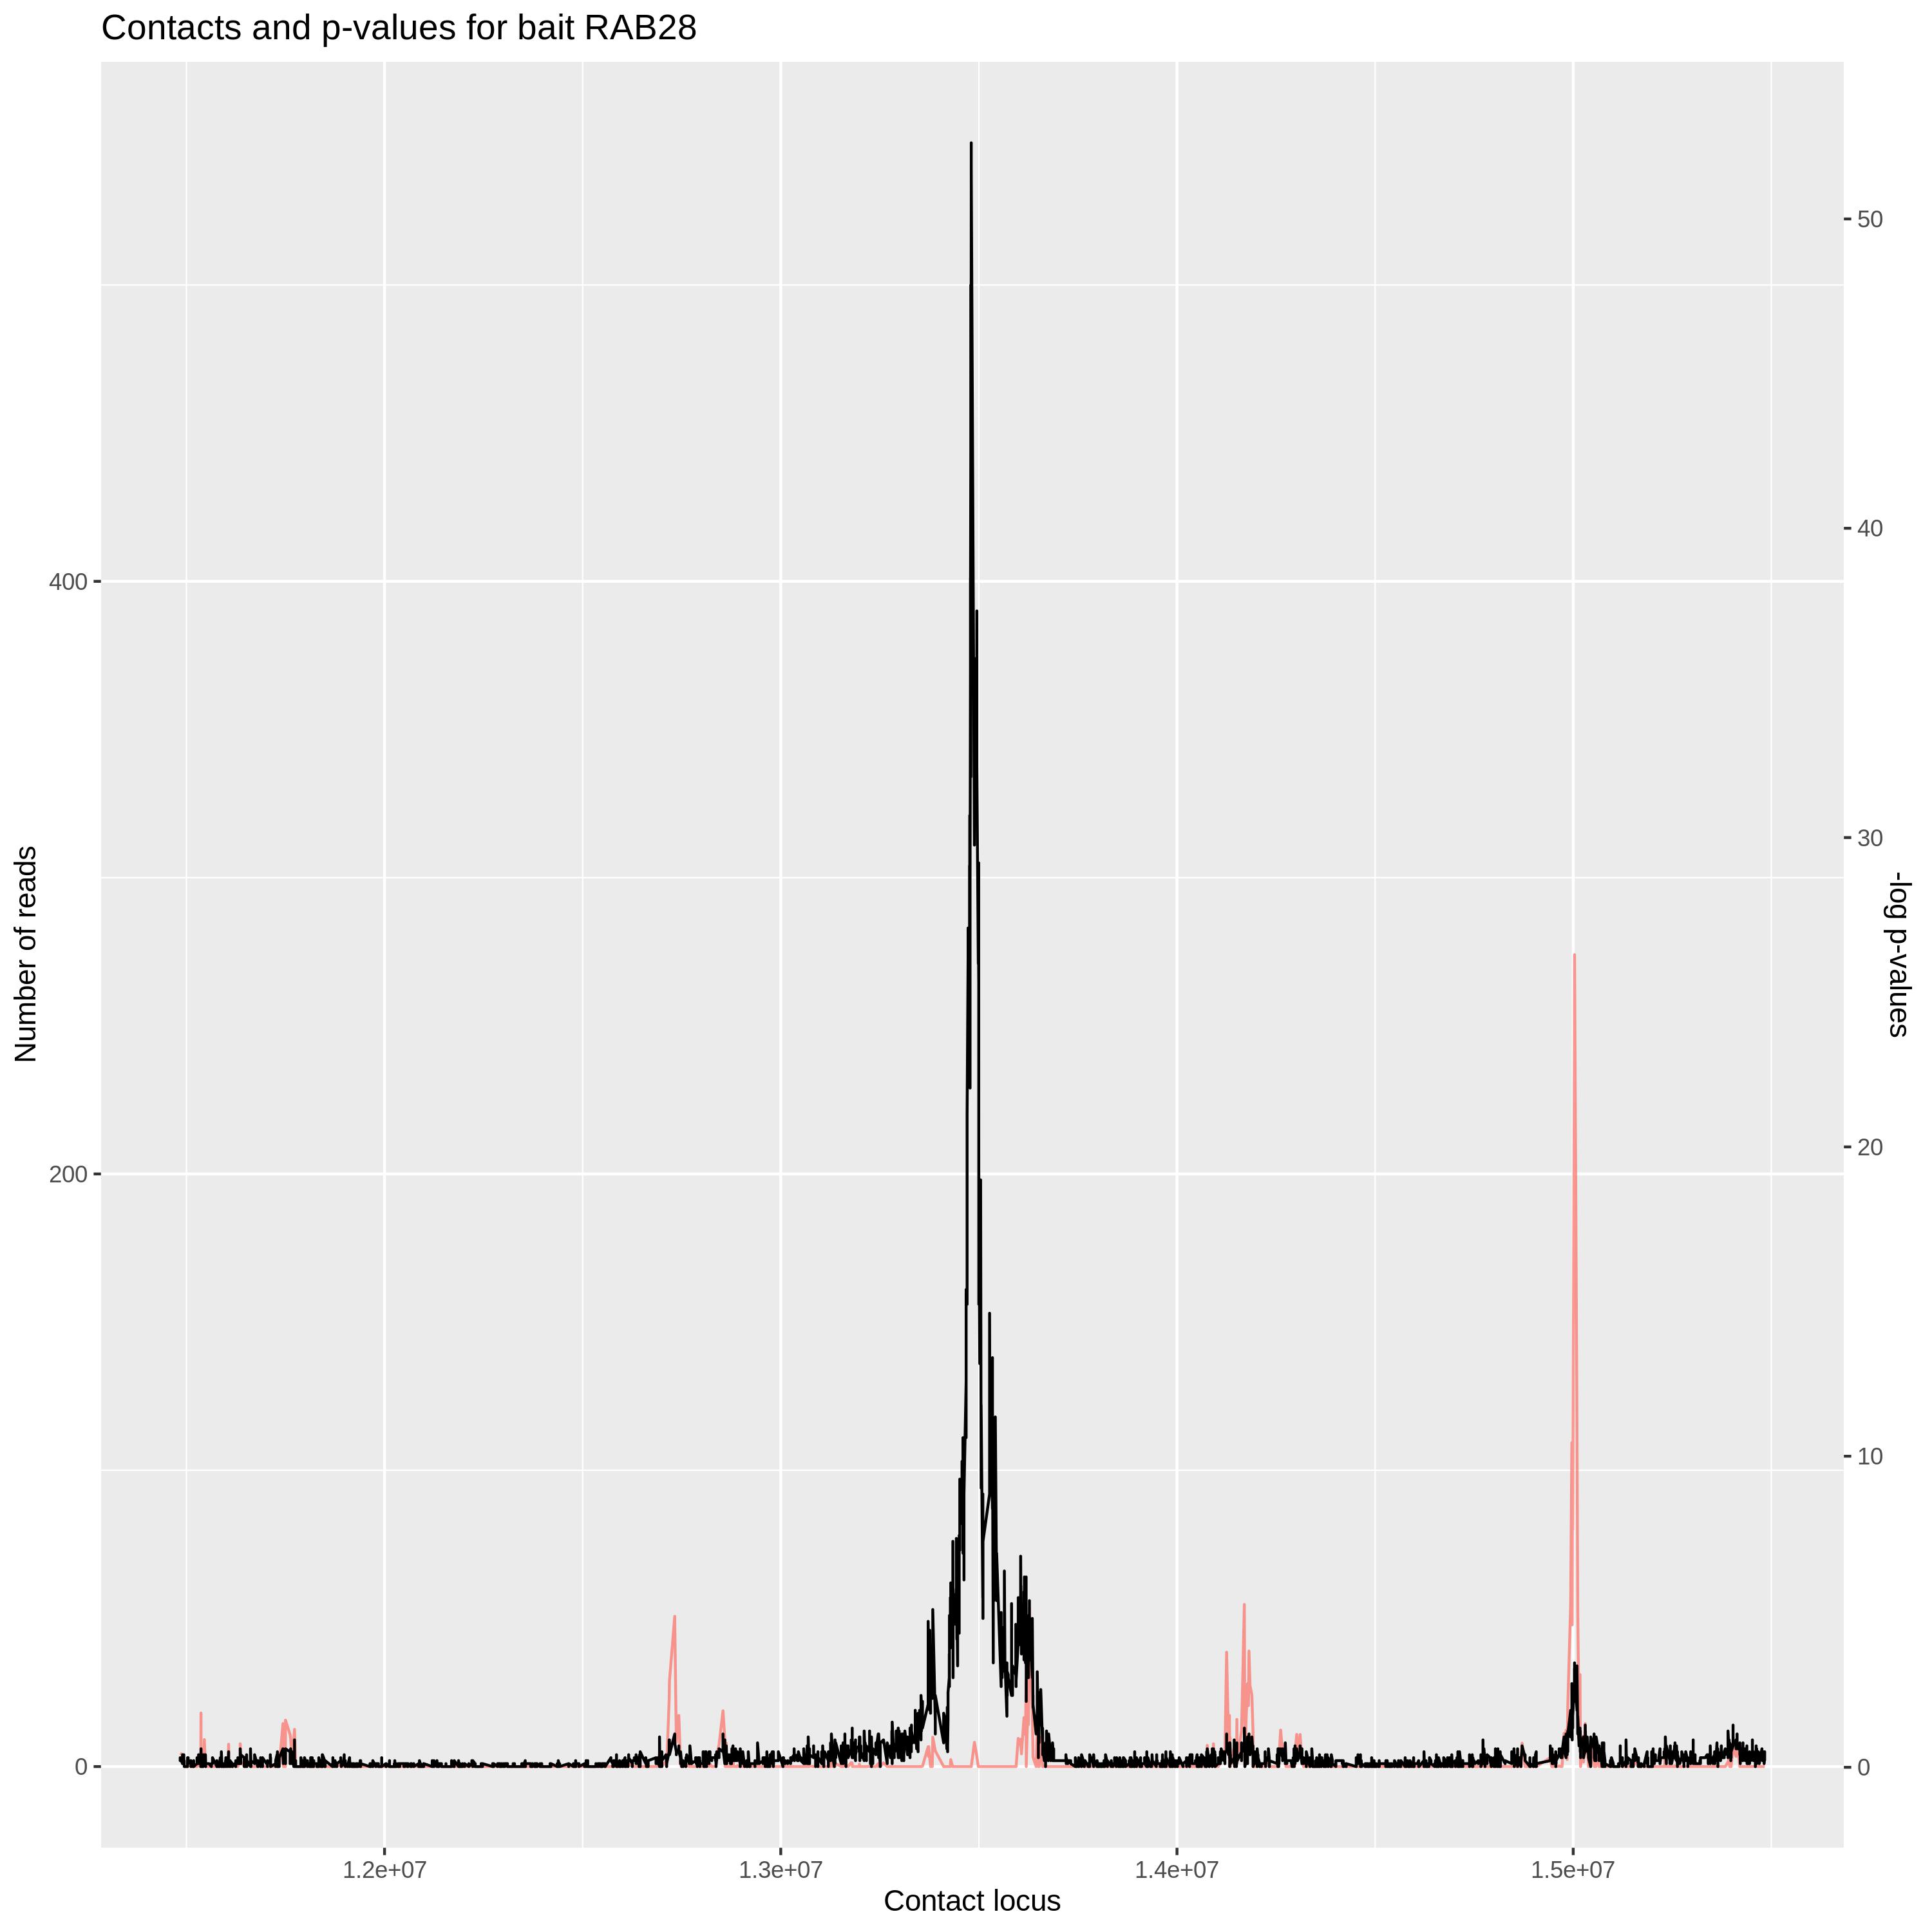 Contacts and p-values for bait RAB28
Number of reads
400
200
0
50
40
30
20
10
0
-log p-values
1.2e+07 1.3e+07 1.4e+07 1.5e+07
Contact locus